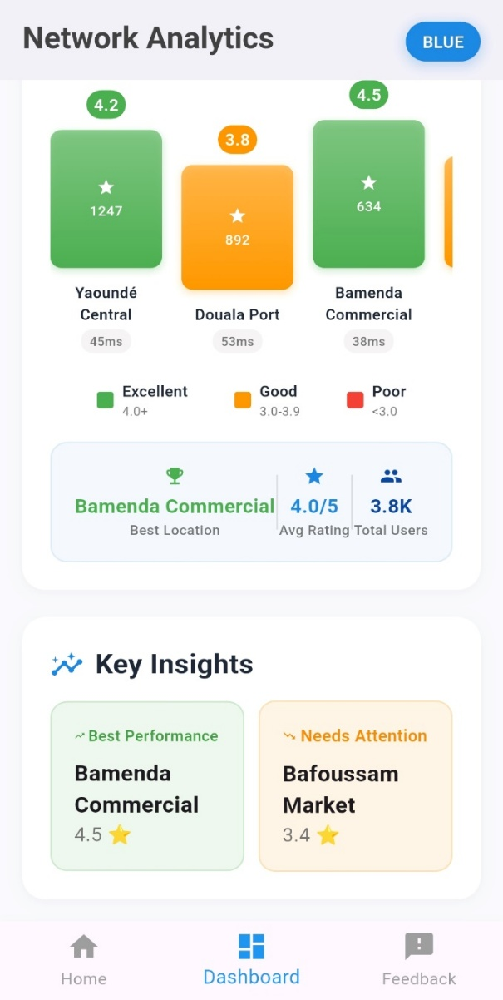 Network Analytics
BLUE
4.2
3.8
4.5
1247
892
634
Yaoundé
Central
Douala Port
Bamenda
Commercial
45ms
53ms
38ms
Excellent
4.0+
Good
3.0-3.9
Poor
<3.0
Bamenda Commercial
Best Location
4.0/5
Avg Rating
3.8K
Total Users
Key Insights
Best Performance
Bamenda
Commercial
4.5 ⭐
Needs Attention
Bafoussam
Market
3.4 ⭐
Home
Dashboard
Feedback